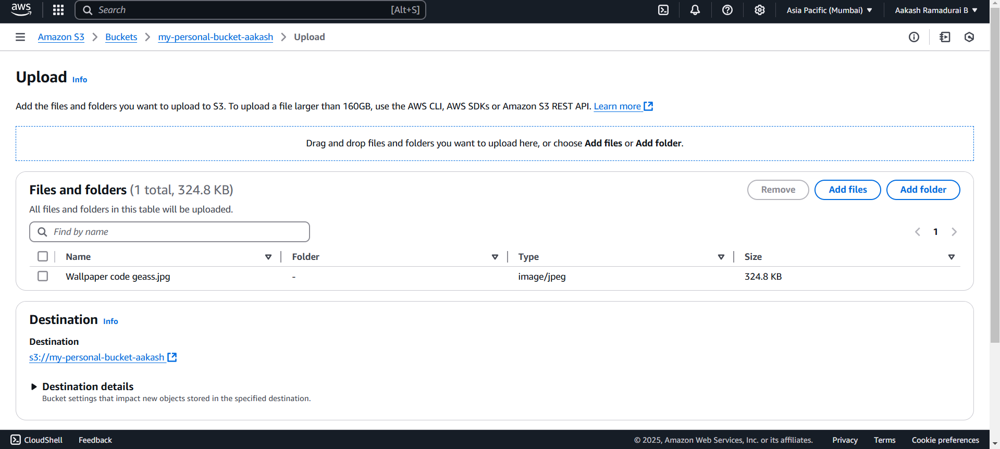 aws
Search [Alt+S]
Asia Pacific (Mumbai)
Aakash Ramadurai B
Amazon S3 Buckets my-personal-bucket-aakash Upload
Upload Info
Add the files and folders you want to upload to S3. To upload a file larger than 160GB, use the AWS CLI, AWS SDKs or Amazon S3 REST API. Learn more
Drag and drop files and folders you want to upload here, or choose Add files or Add folder.
Files and folders (1 total, 324.8 KB)
Remove Add files Add folder
All files and folders in this table will be uploaded.
Find by name
1
Name Folder Type Size
Wallpaper code geass.jpg - image/jpeg 324.8 KB
Destination Info
Destination
s3://my-personal-bucket-aakash
Destination details
Bucket settings that impact new objects stored in the specified destination.
CloudShell Feedback © 2025, Amazon Web Services, Inc. or its affiliates. Privacy Terms Cookie preferences